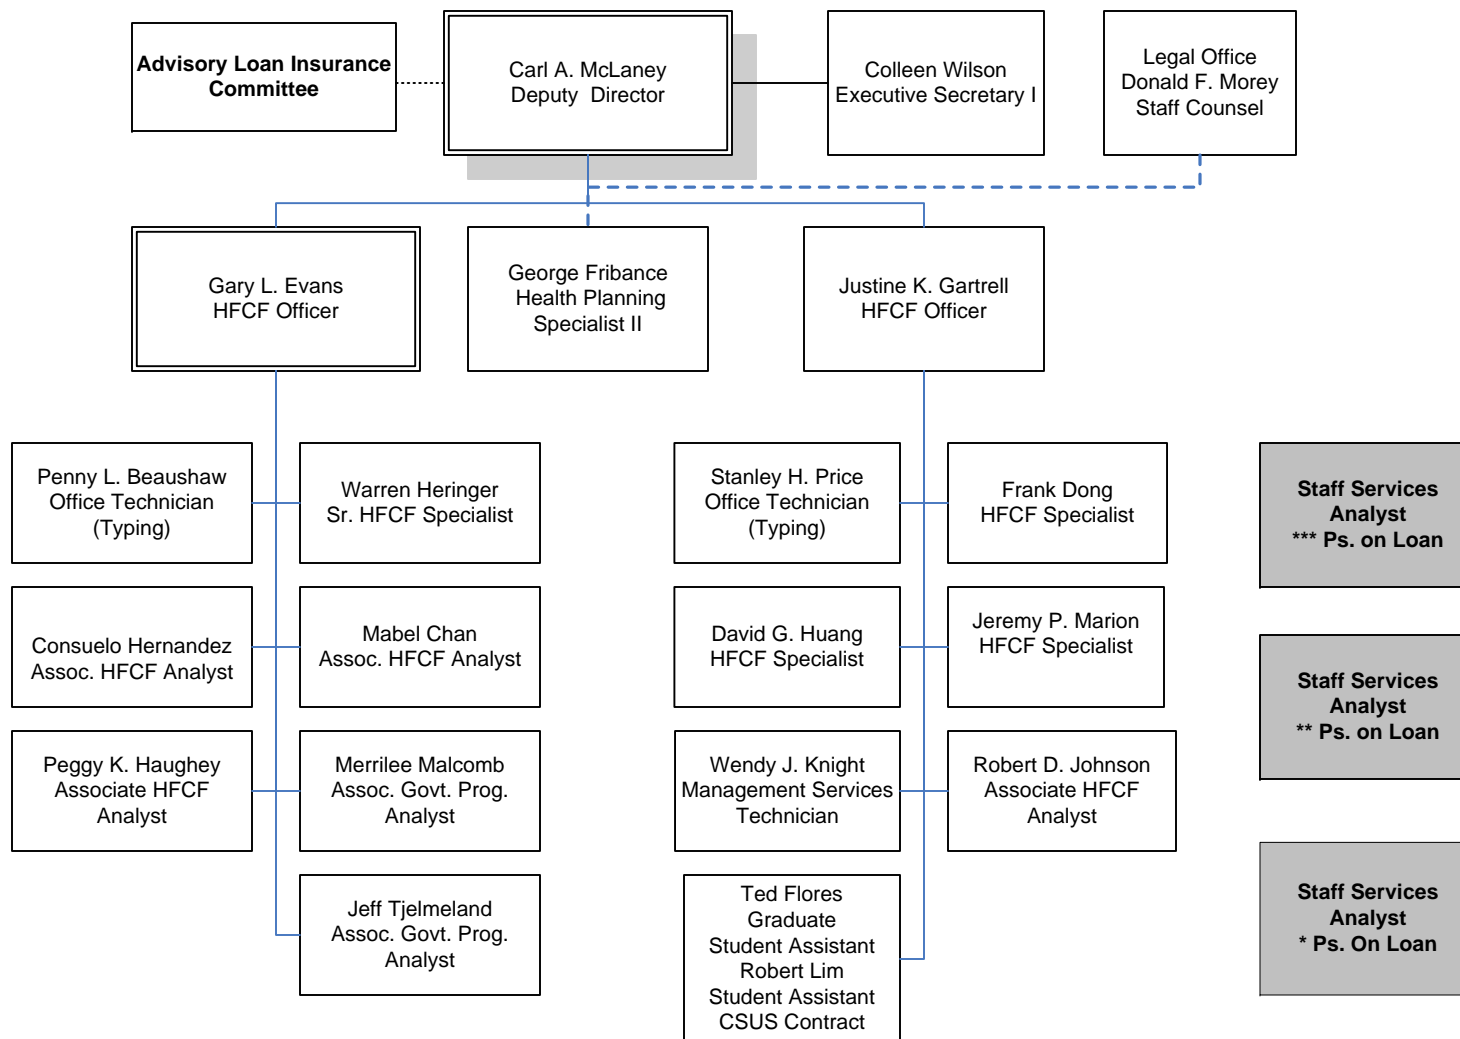 Advisory Loan Insurance
Committee
Carl A. McLaney
Deputy Director
Colleen Wilson
Executive Secretary I
Legal Office
Donald F. Morey
Staff Counsel
Gary L. Evans
HFCF Officer
George Fribance
Health Planning
Specialist II
Justine K. Gartrell
HFCF Officer
Penny L. Beaushaw
Office Technician
(Typing)
Warren Heringer
Sr. HFCF Specialist
Stanley H. Price
Office Technician
(Typing)
Frank Dong
HFCF Specialist
Staff Services
Analyst
*** Ps. on Loan
Consuelo Hernandez
Assoc. HFCF Analyst
Mabel Chan
Assoc. HFCF Analyst
David G. Huang
HFCF Specialist
Jeremy P. Marion
HFCF Specialist
Staff Services
Analyst
** Ps. on Loan
Peggy K. Haughey
Associate HFCF
Analyst
Merrilee Malcomb
Assoc. Govt. Prog.
Analyst
Wendy J. Knight
Management Services
Technician
Robert D. Johnson
Associate HFCF
Analyst
Jeff Tjelmeland
Assoc. Govt. Prog.
Analyst
Ted Flores
Graduate
Student Assistant
Robert Lim
Student Assistant
CSUS Contract
Staff Services
Analyst
* Ps. On Loan